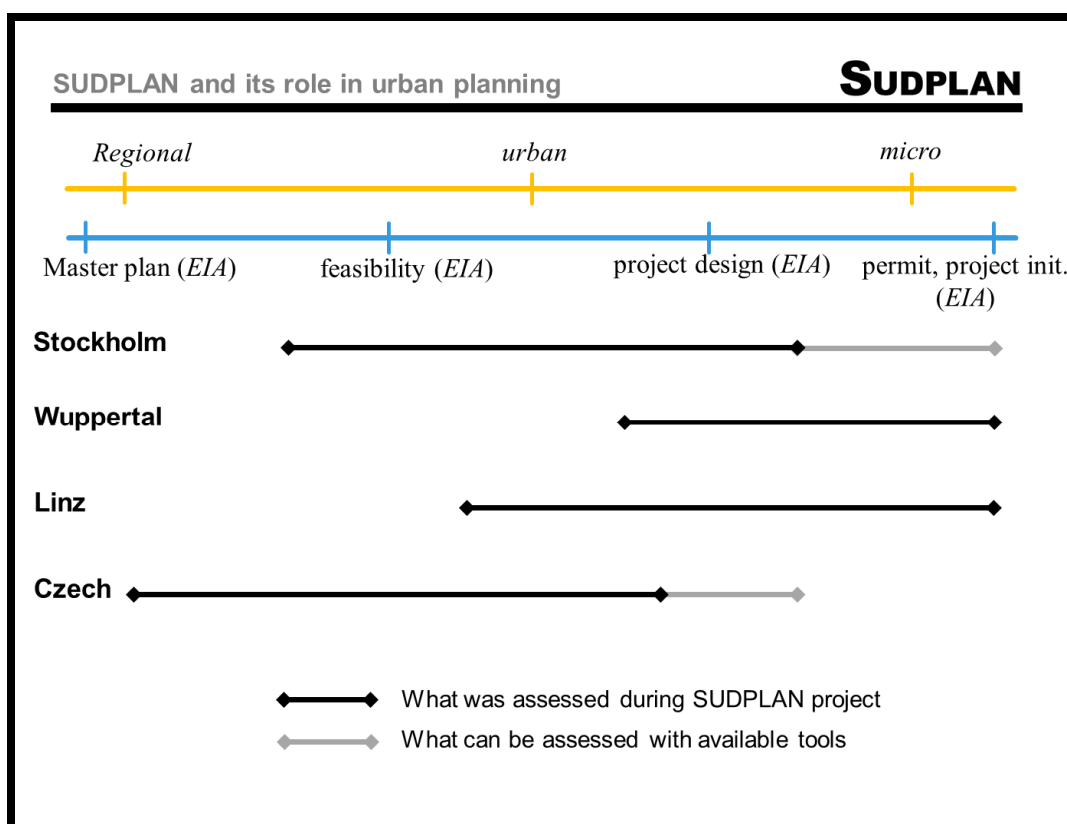 SUDPLAN and its role in urban planning
SUDPLAN
Regional urban micro
Master plan (EIA) feasibility (EIA) project design (EIA) permit, project init.
(EIA)
Stockholm
Wuppertal
Linz
Czech
What was assessed during SUDPLAN project
What can be assessed with available tools